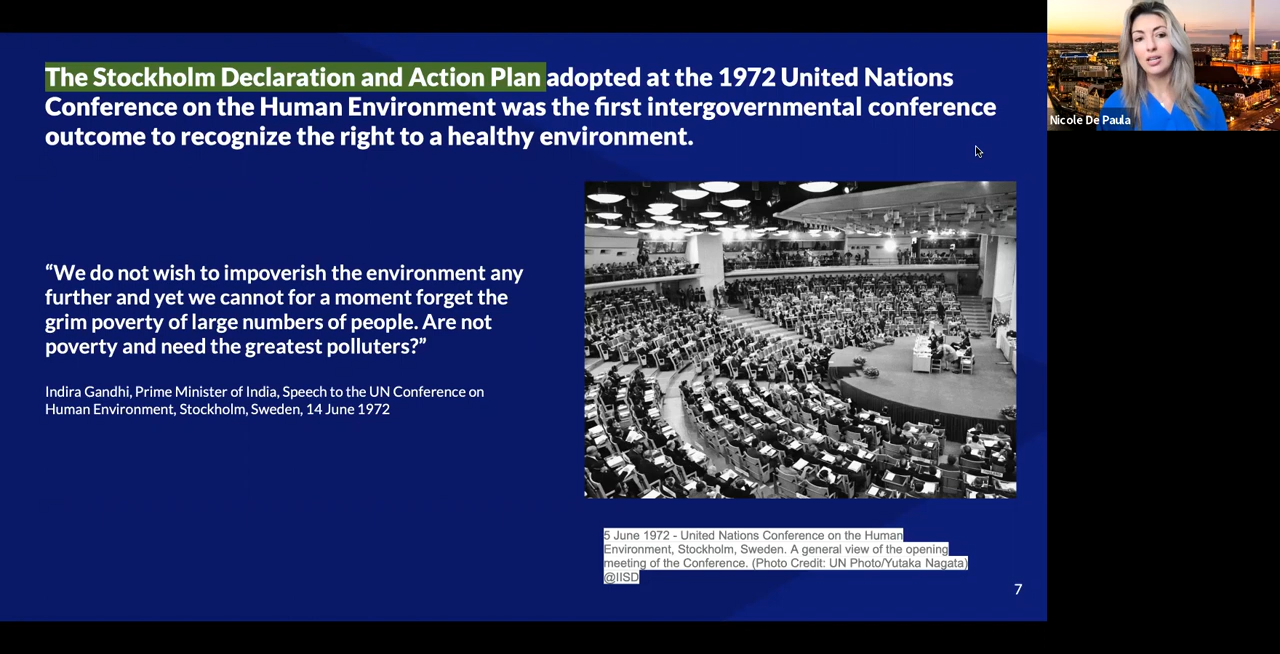 The Stockholm Declaration and Action Plan adopted at the 1972 United Nations
Conference on the Human Environment was the first intergovernmental conference
outcome to recognize the right to a healthy environment.
“We do not wish to impoverish the environment any
further and yet we cannot for a moment forget the
grim poverty of large numbers of people. Are not
poverty and need the greatest polluters?”
Indira Gandhi, Prime Minister of India, Speech to the UN Conference on
Human Environment, Stockholm, Sweden, 14 June 1972
5 June 1972 - United Nations Conference on the Human
Environment, Stockholm, Sweden. A general view of the opening
meeting of the Conference. (Photo Credit: UN Photo/Yutaka Nagata)
@IISD
7
Nicole De Paula